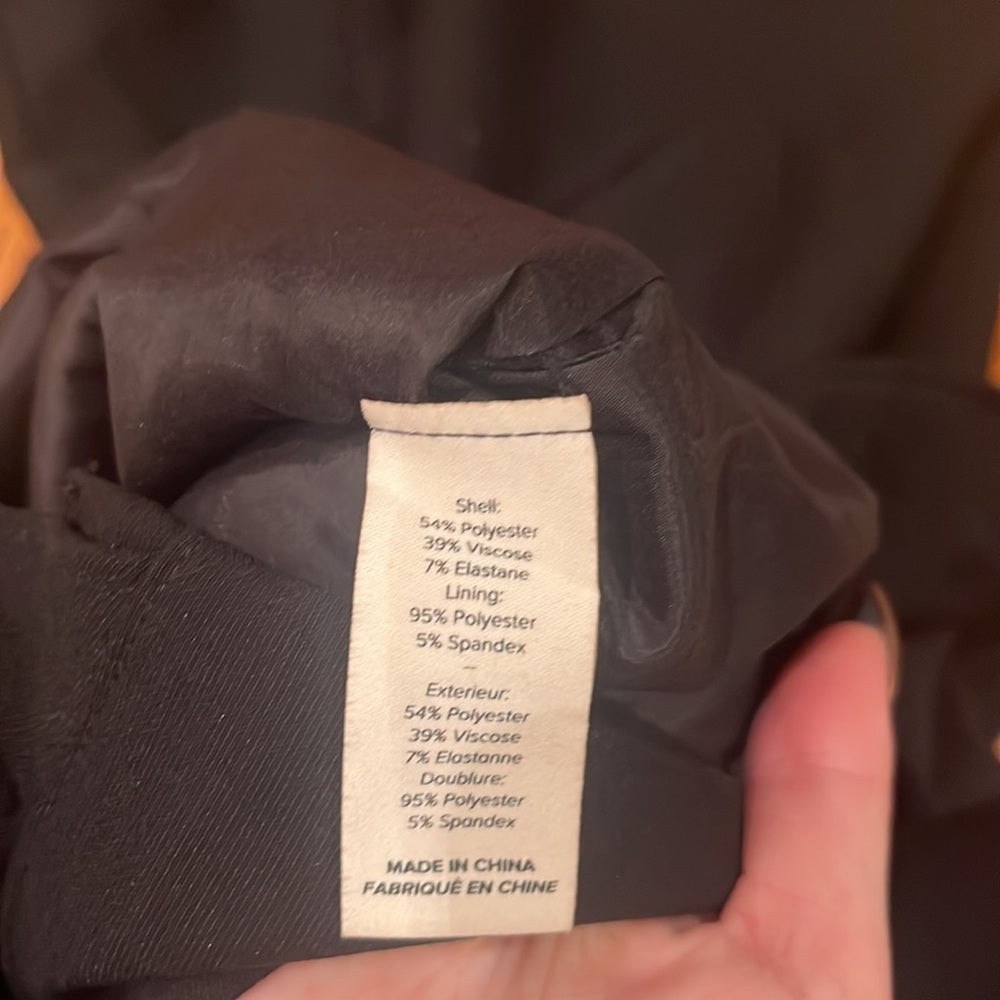 Shell:
54% Polyester
39% Viscose
7% Elastane
Lining:
95% Polyester
5% Spandex
–
Exterieur:
54% Polyester
39% Viscose
7% Elastanne
Doublure:
95% Polyester
5% Spandex
MADE IN CHINA
FABRIQUÉ EN CHINE